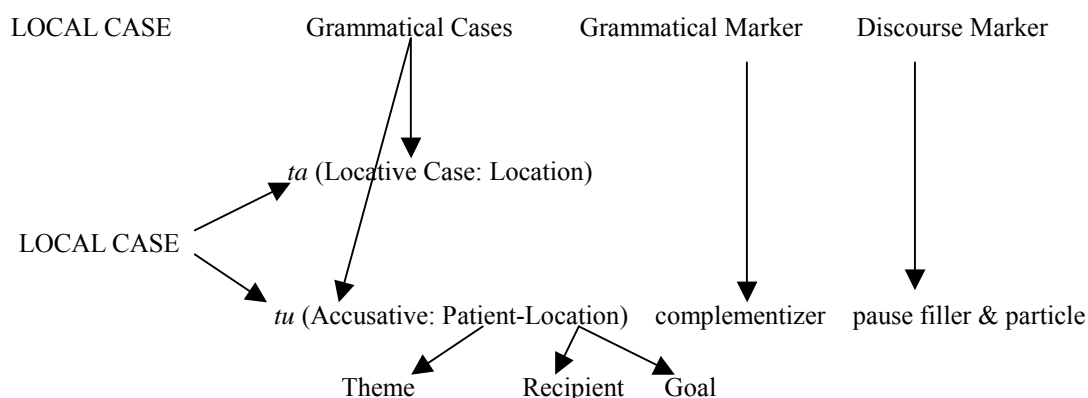 LOCAL CASE Grammatical Cases Grammatical Marker Discourse Marker
ta (Locative Case: Location)
LOCAL CASE
tu (Accusative: Patient-Location) complementizer pause filler & particle
Theme Recipient Goal